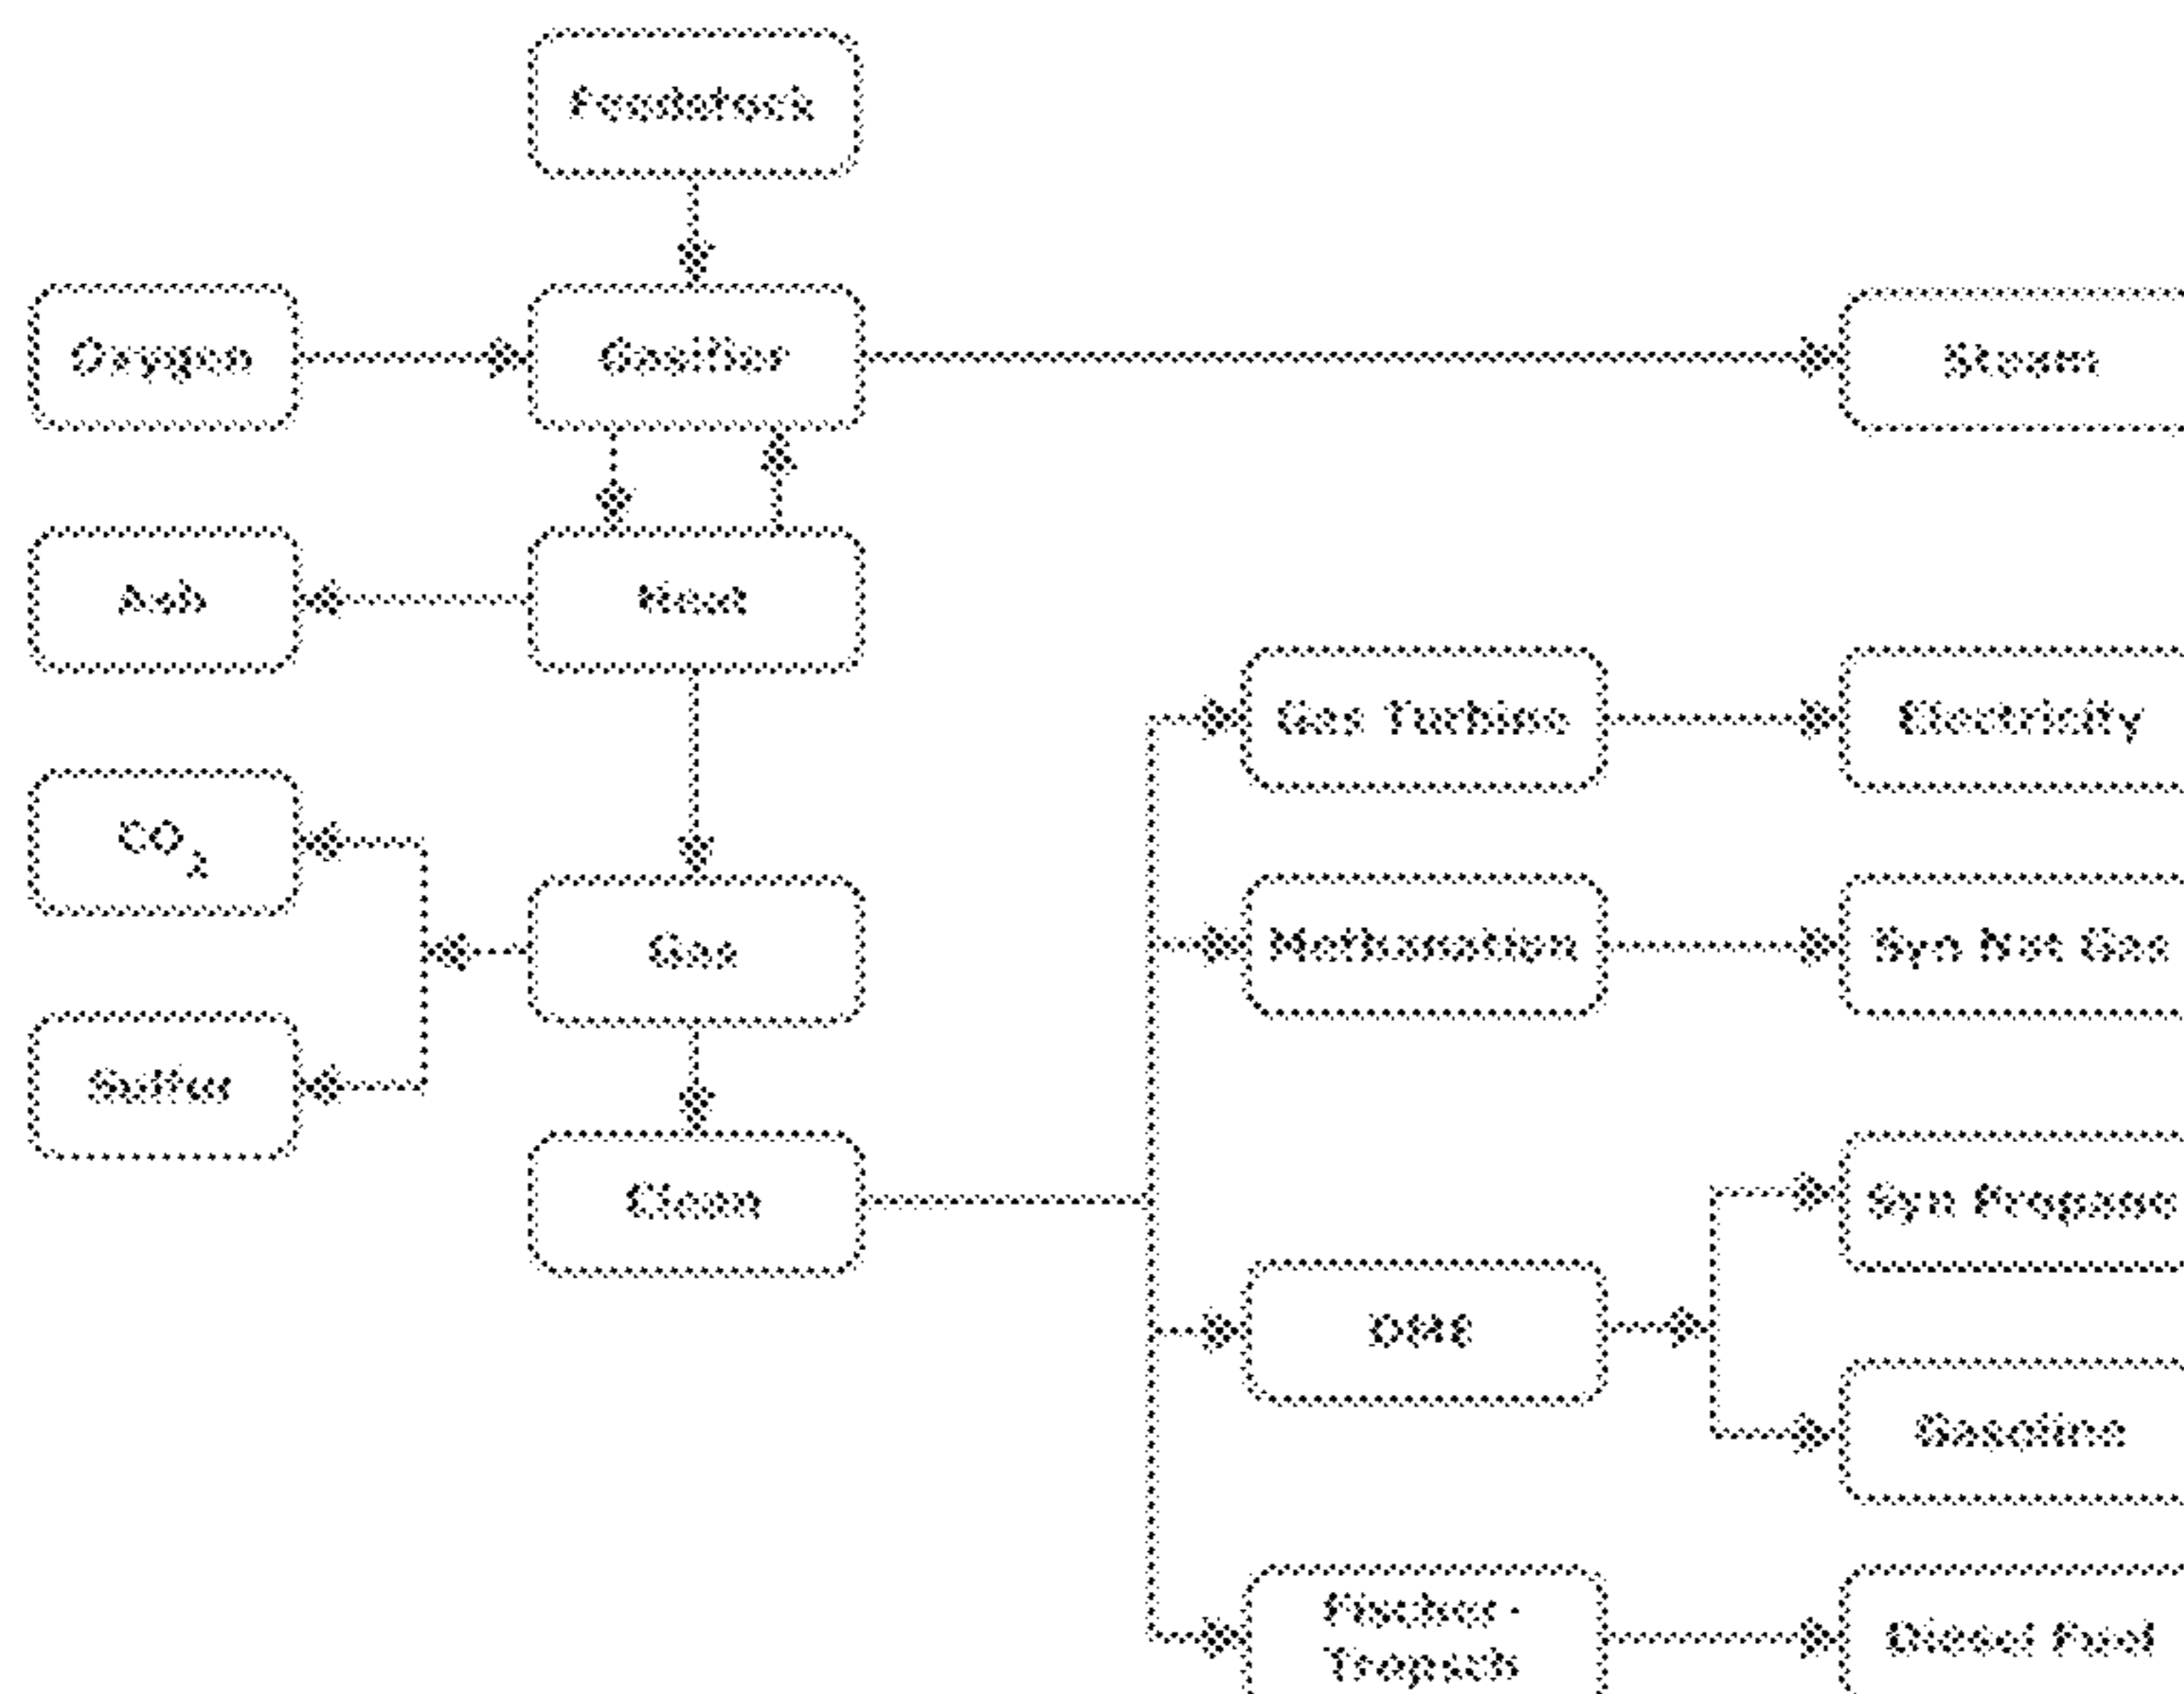 Feedstock
Oxygen
Gasifier
Steam
Ash
Heat
Gas Turbine
Electricity
CO2
Gas
Methanation
Syn Nat Gas
Sulfur
Clean
Syn Propane
DME
Gasoline
Fischer-
Tropsch
Diesel Fuel